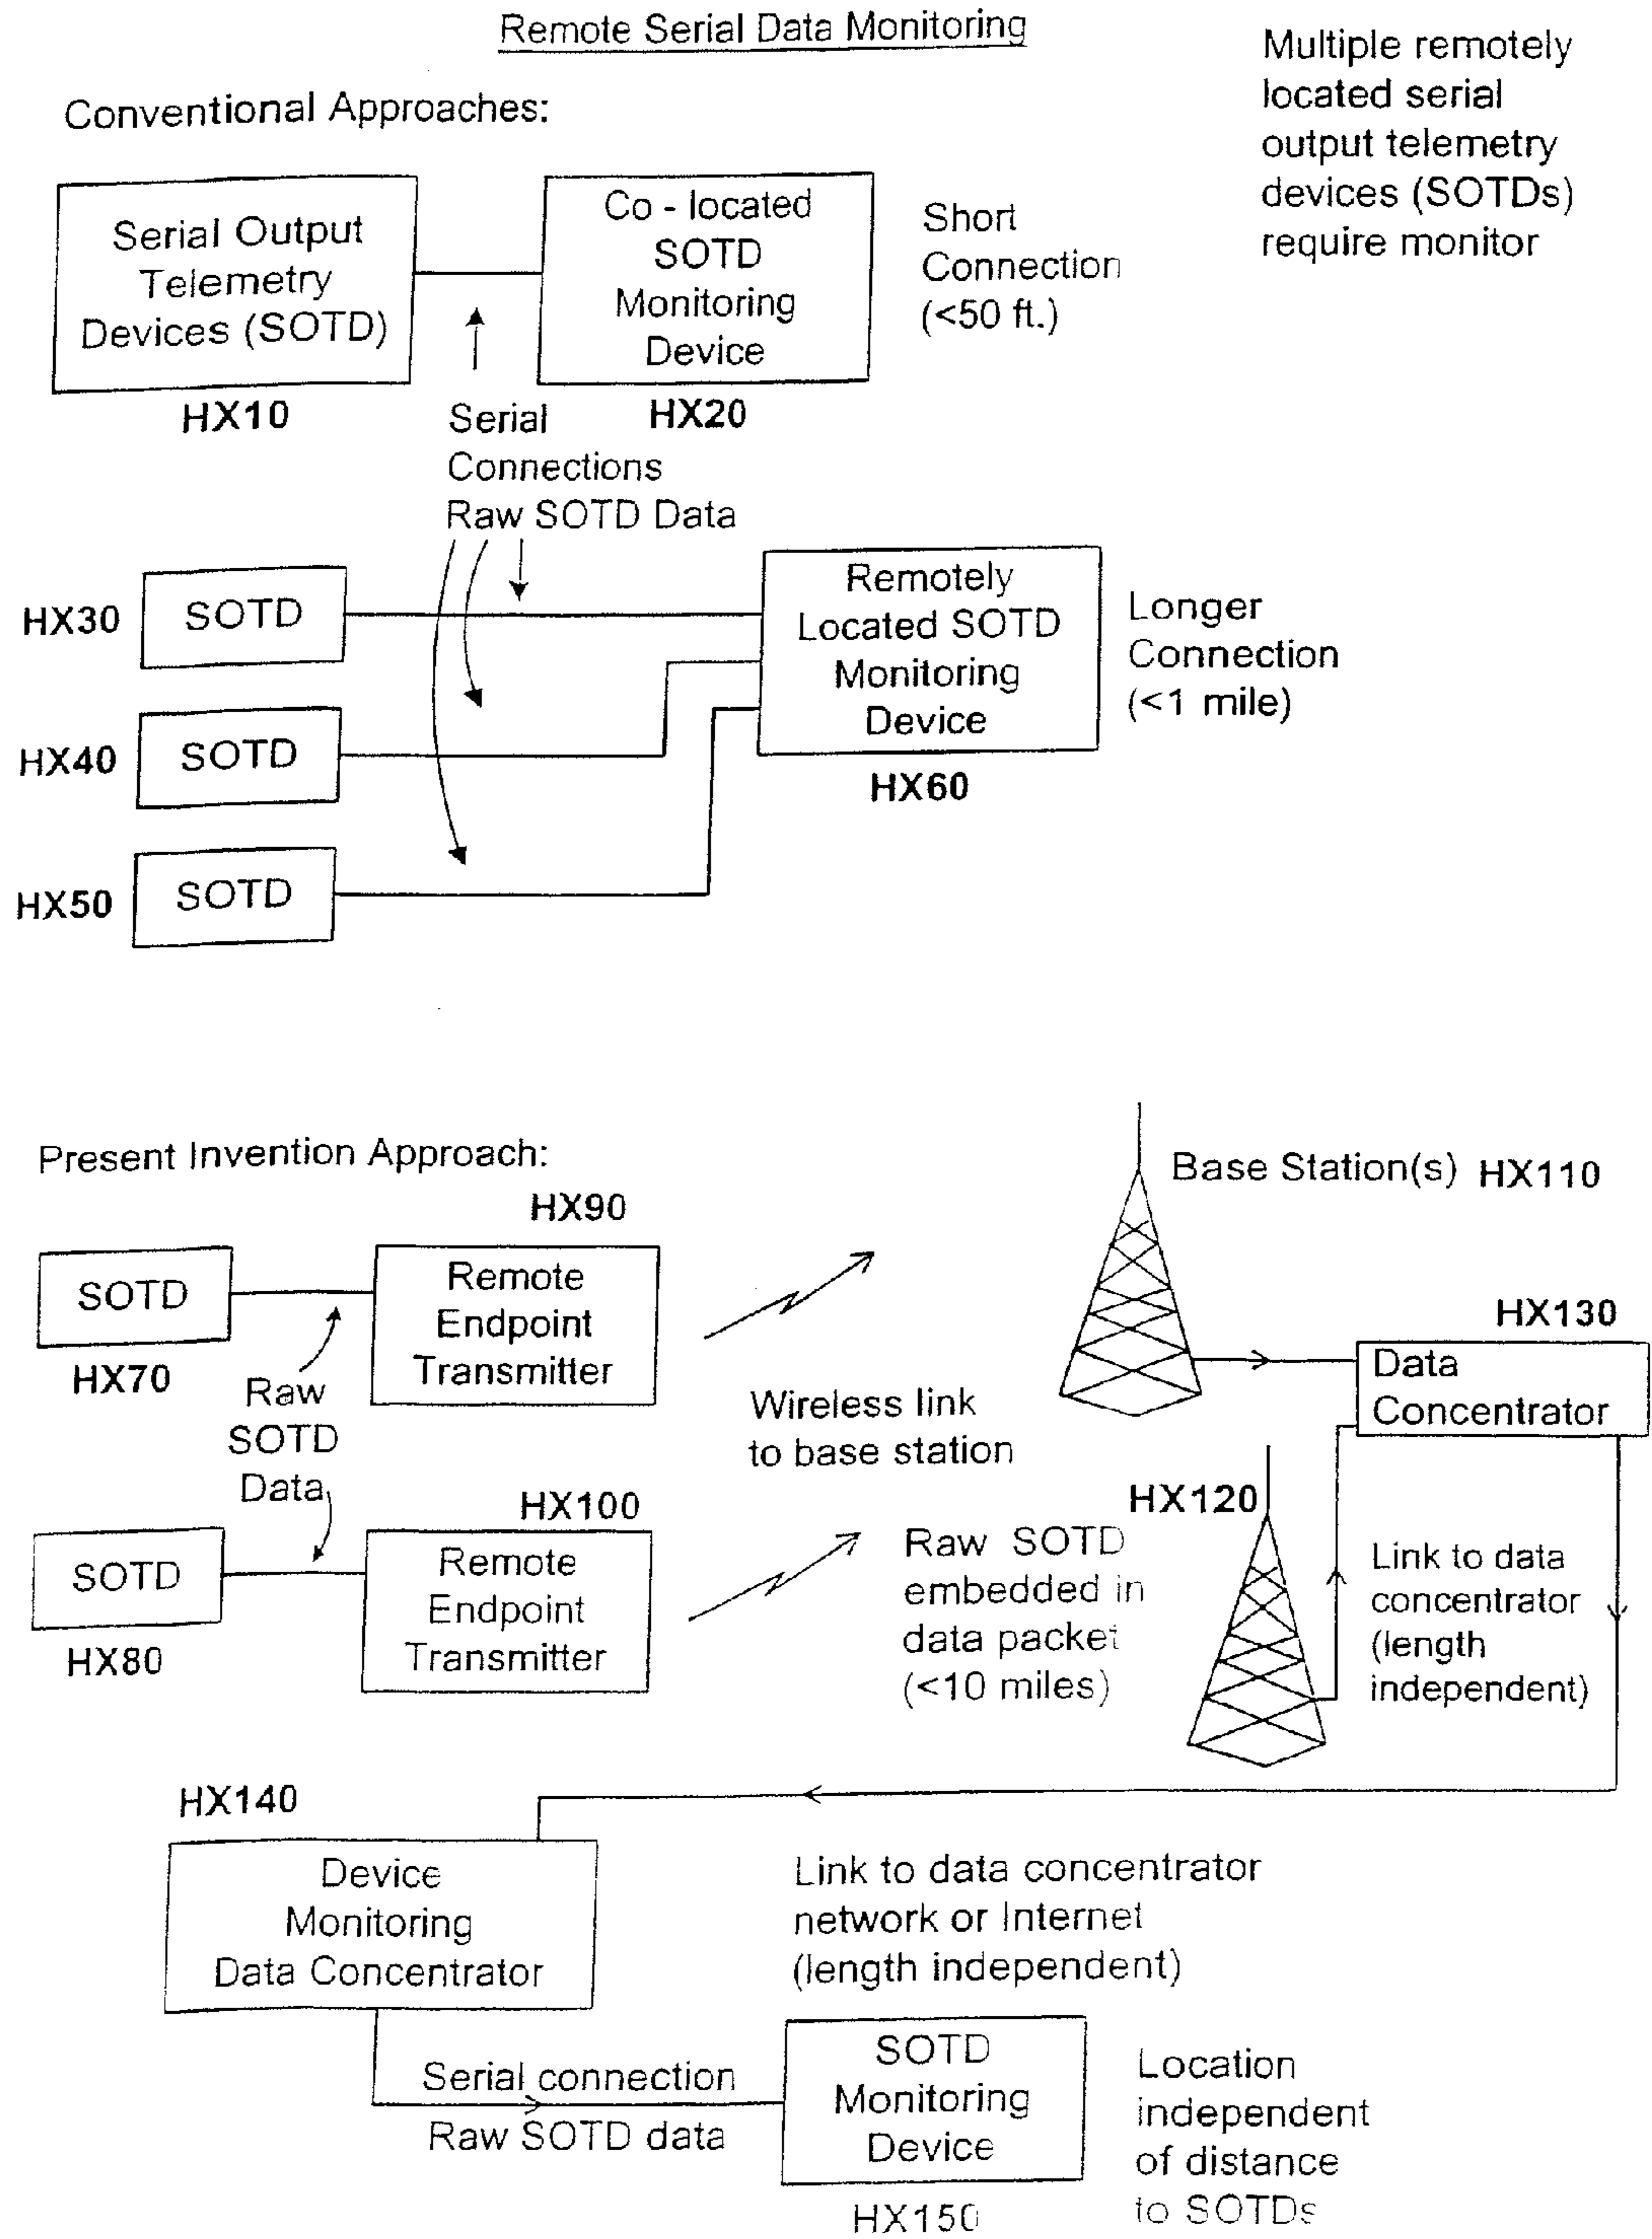 Remote Serial Data Monitoring
Multiple remotely
located serial
output telemetry
devices (SOTDs)
require monitor
Conventional Approaches:
Serial Output
Telemetry
Devices (SOTD)
HX10
Co - located
SOTD
Monitoring
Device
HX20
Short
Connection
(<50 ft.)
Serial
Connections
Raw SOTD Data
HX30
SOTD
HX40
SOTD
HX50
SOTD
Remotely
Located SOTD
Monitoring
Device
HX60
Longer
Connection
(<1 mile)
Present Invention Approach:
SOTD
HX70
HX90
Remote
Endpoint
Transmitter
Raw
SOTD
Data
SOTD
HX80
HX100
Remote
Endpoint
Transmitter
Wireless link
to base station
Raw SOTD
embedded in
data packet
(<10 miles)
Base Station(s) HX110
HX120
HX130
Data
Concentrator
Link to data
concentrator
(length
independent)
HX140
Device
Monitoring
Data Concentrator
Link to data concentrator
network or Internet
(length independent)
Serial connection
Raw SOTD data
SOTD
Monitoring
Device
HX150
Location
independent
of distance
to SOTDs